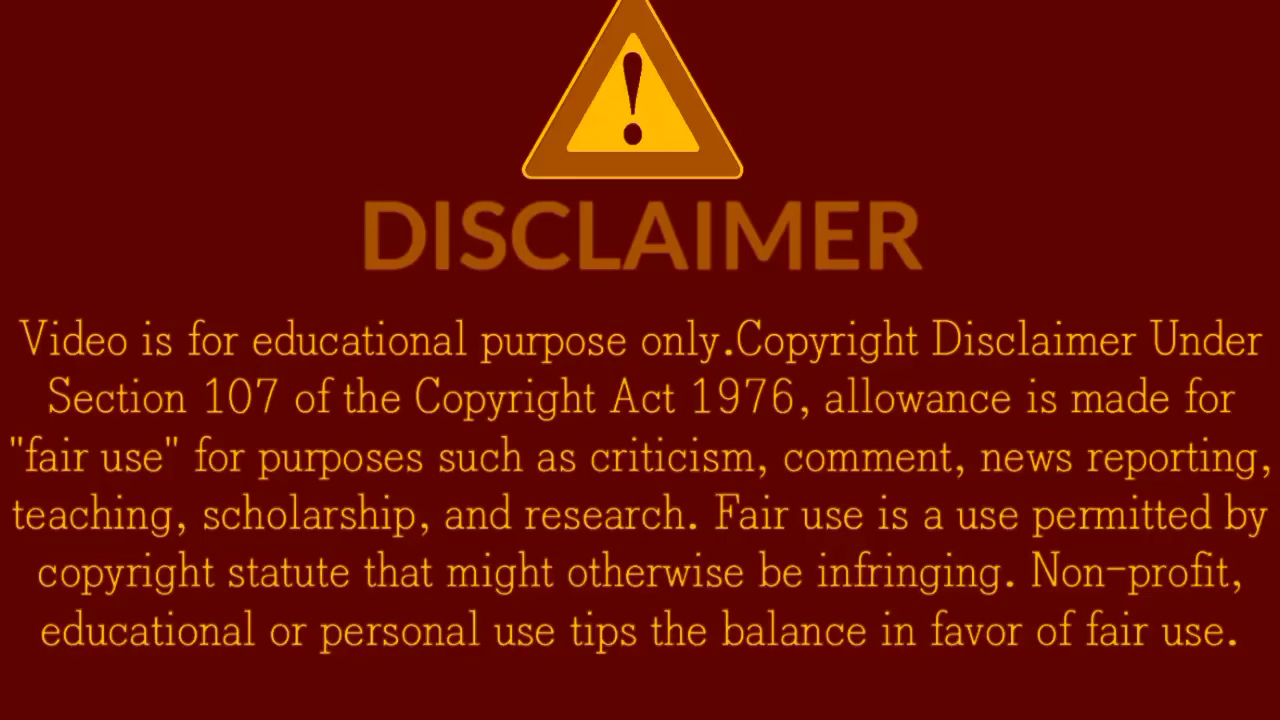 !
DISCLAIMER
Video is for educational purpose only.Copyright Disclaimer Under
Section 107 of the Copyright Act 1976, allowance is made for
"fair use" for purposes such as criticism, comment, news reporting,
teaching, scholarship, and research. Fair use is a use permitted by
copyright statute that might otherwise be infringing. Non-profit,
educational or personal use tips the balance in favor of fair use.